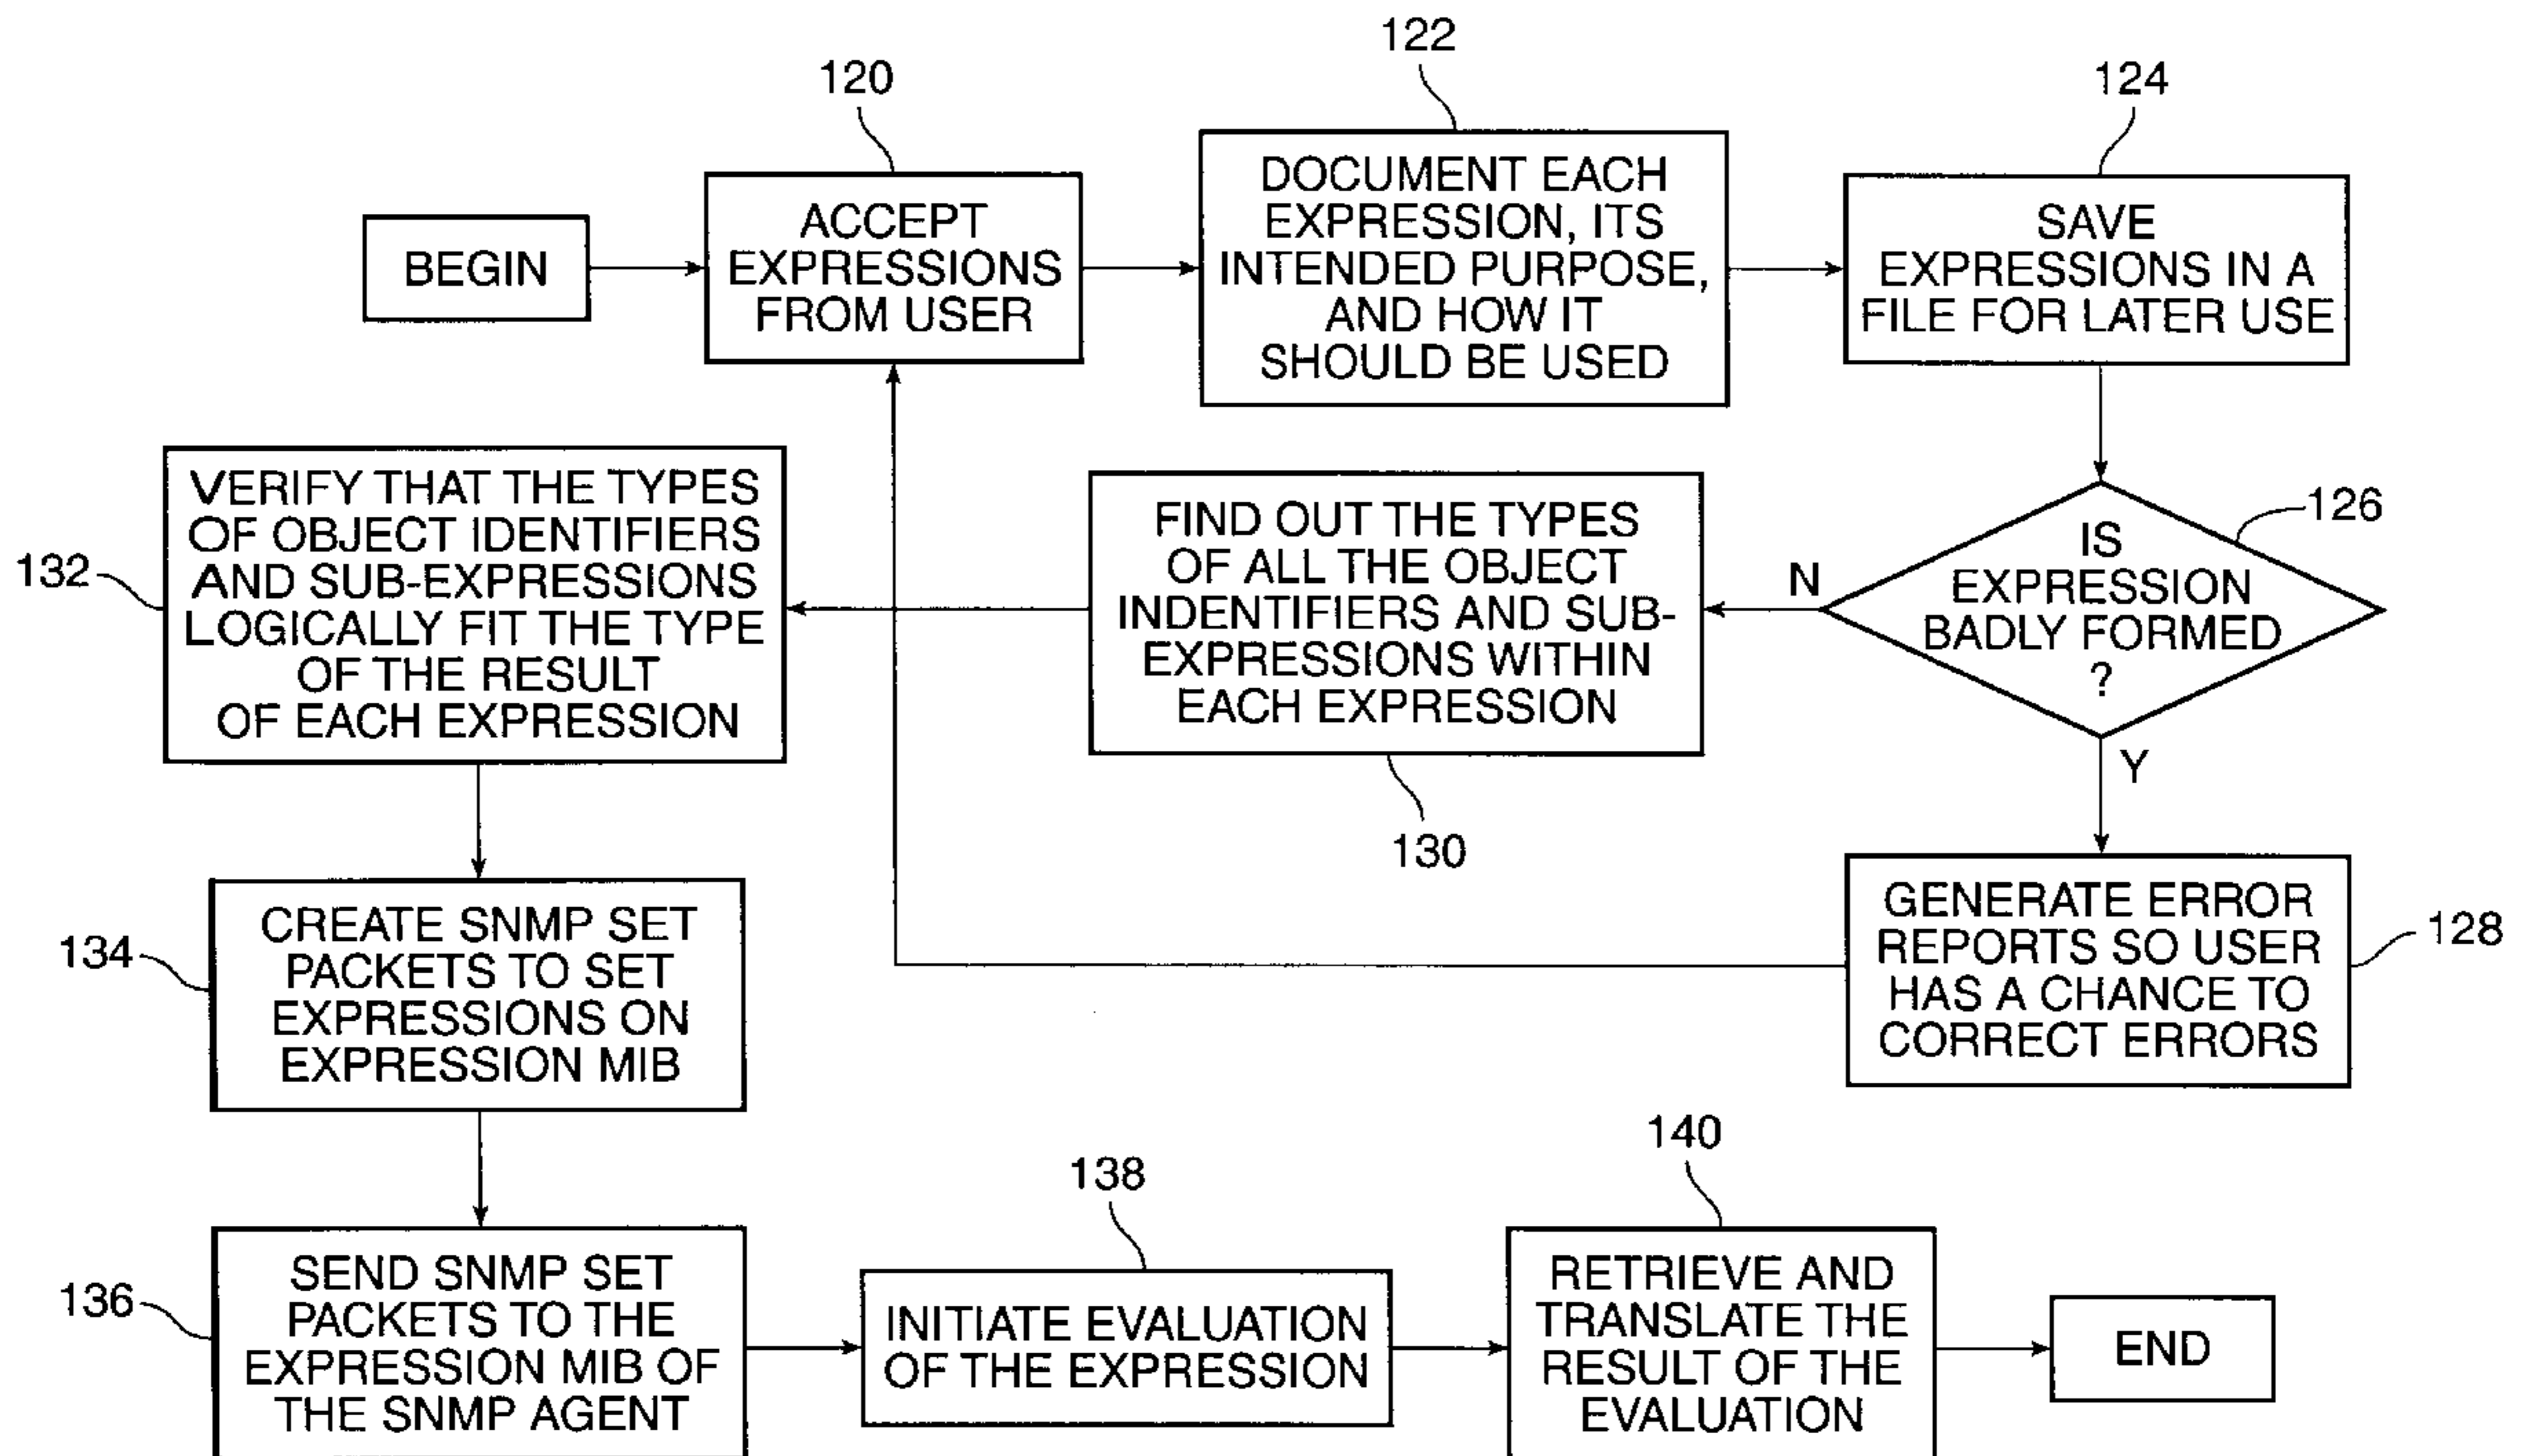 122
120
124
BEGIN
ACCEPT
EXPRESSIONS
FROM USER
DOCUMENT EACH
EXPRESSION, ITS
INTENDED PURPOSE,
AND HOW IT
SHOULD BE USED
SAVE
EXPRESSIONS IN A
FILE FOR LATER USE
126
IS
EXPRESSION
BADLY FORMED
?
N
Y
FIND OUT THE TYPES
OF ALL THE OBJECT
INDENTIFIERS AND SUB-
EXPRESSIONS WITHIN
EACH EXPRESSION
130
132
VERIFY THAT THE TYPES
OF OBJECT IDENTIFIERS
AND SUB-EXPRESSIONS
LOGICALLY FIT THE TYPE
OF THE RESULT
OF EACH EXPRESSION
GENERATE ERROR
REPORTS SO USER
HAS A CHANCE TO
CORRECT ERRORS
128
134
CREATE SNMP SET
PACKETS TO SET
EXPRESSIONS ON
EXPRESSION MIB
136
SEND SNMP SET
PACKETS TO THE
EXPRESSION MIB OF
THE SNMP AGENT
138
INITIATE EVALUATION
OF THE EXPRESSION
140
RETRIEVE AND
TRANSLATE THE
RESULT OF THE
EVALUATION
END